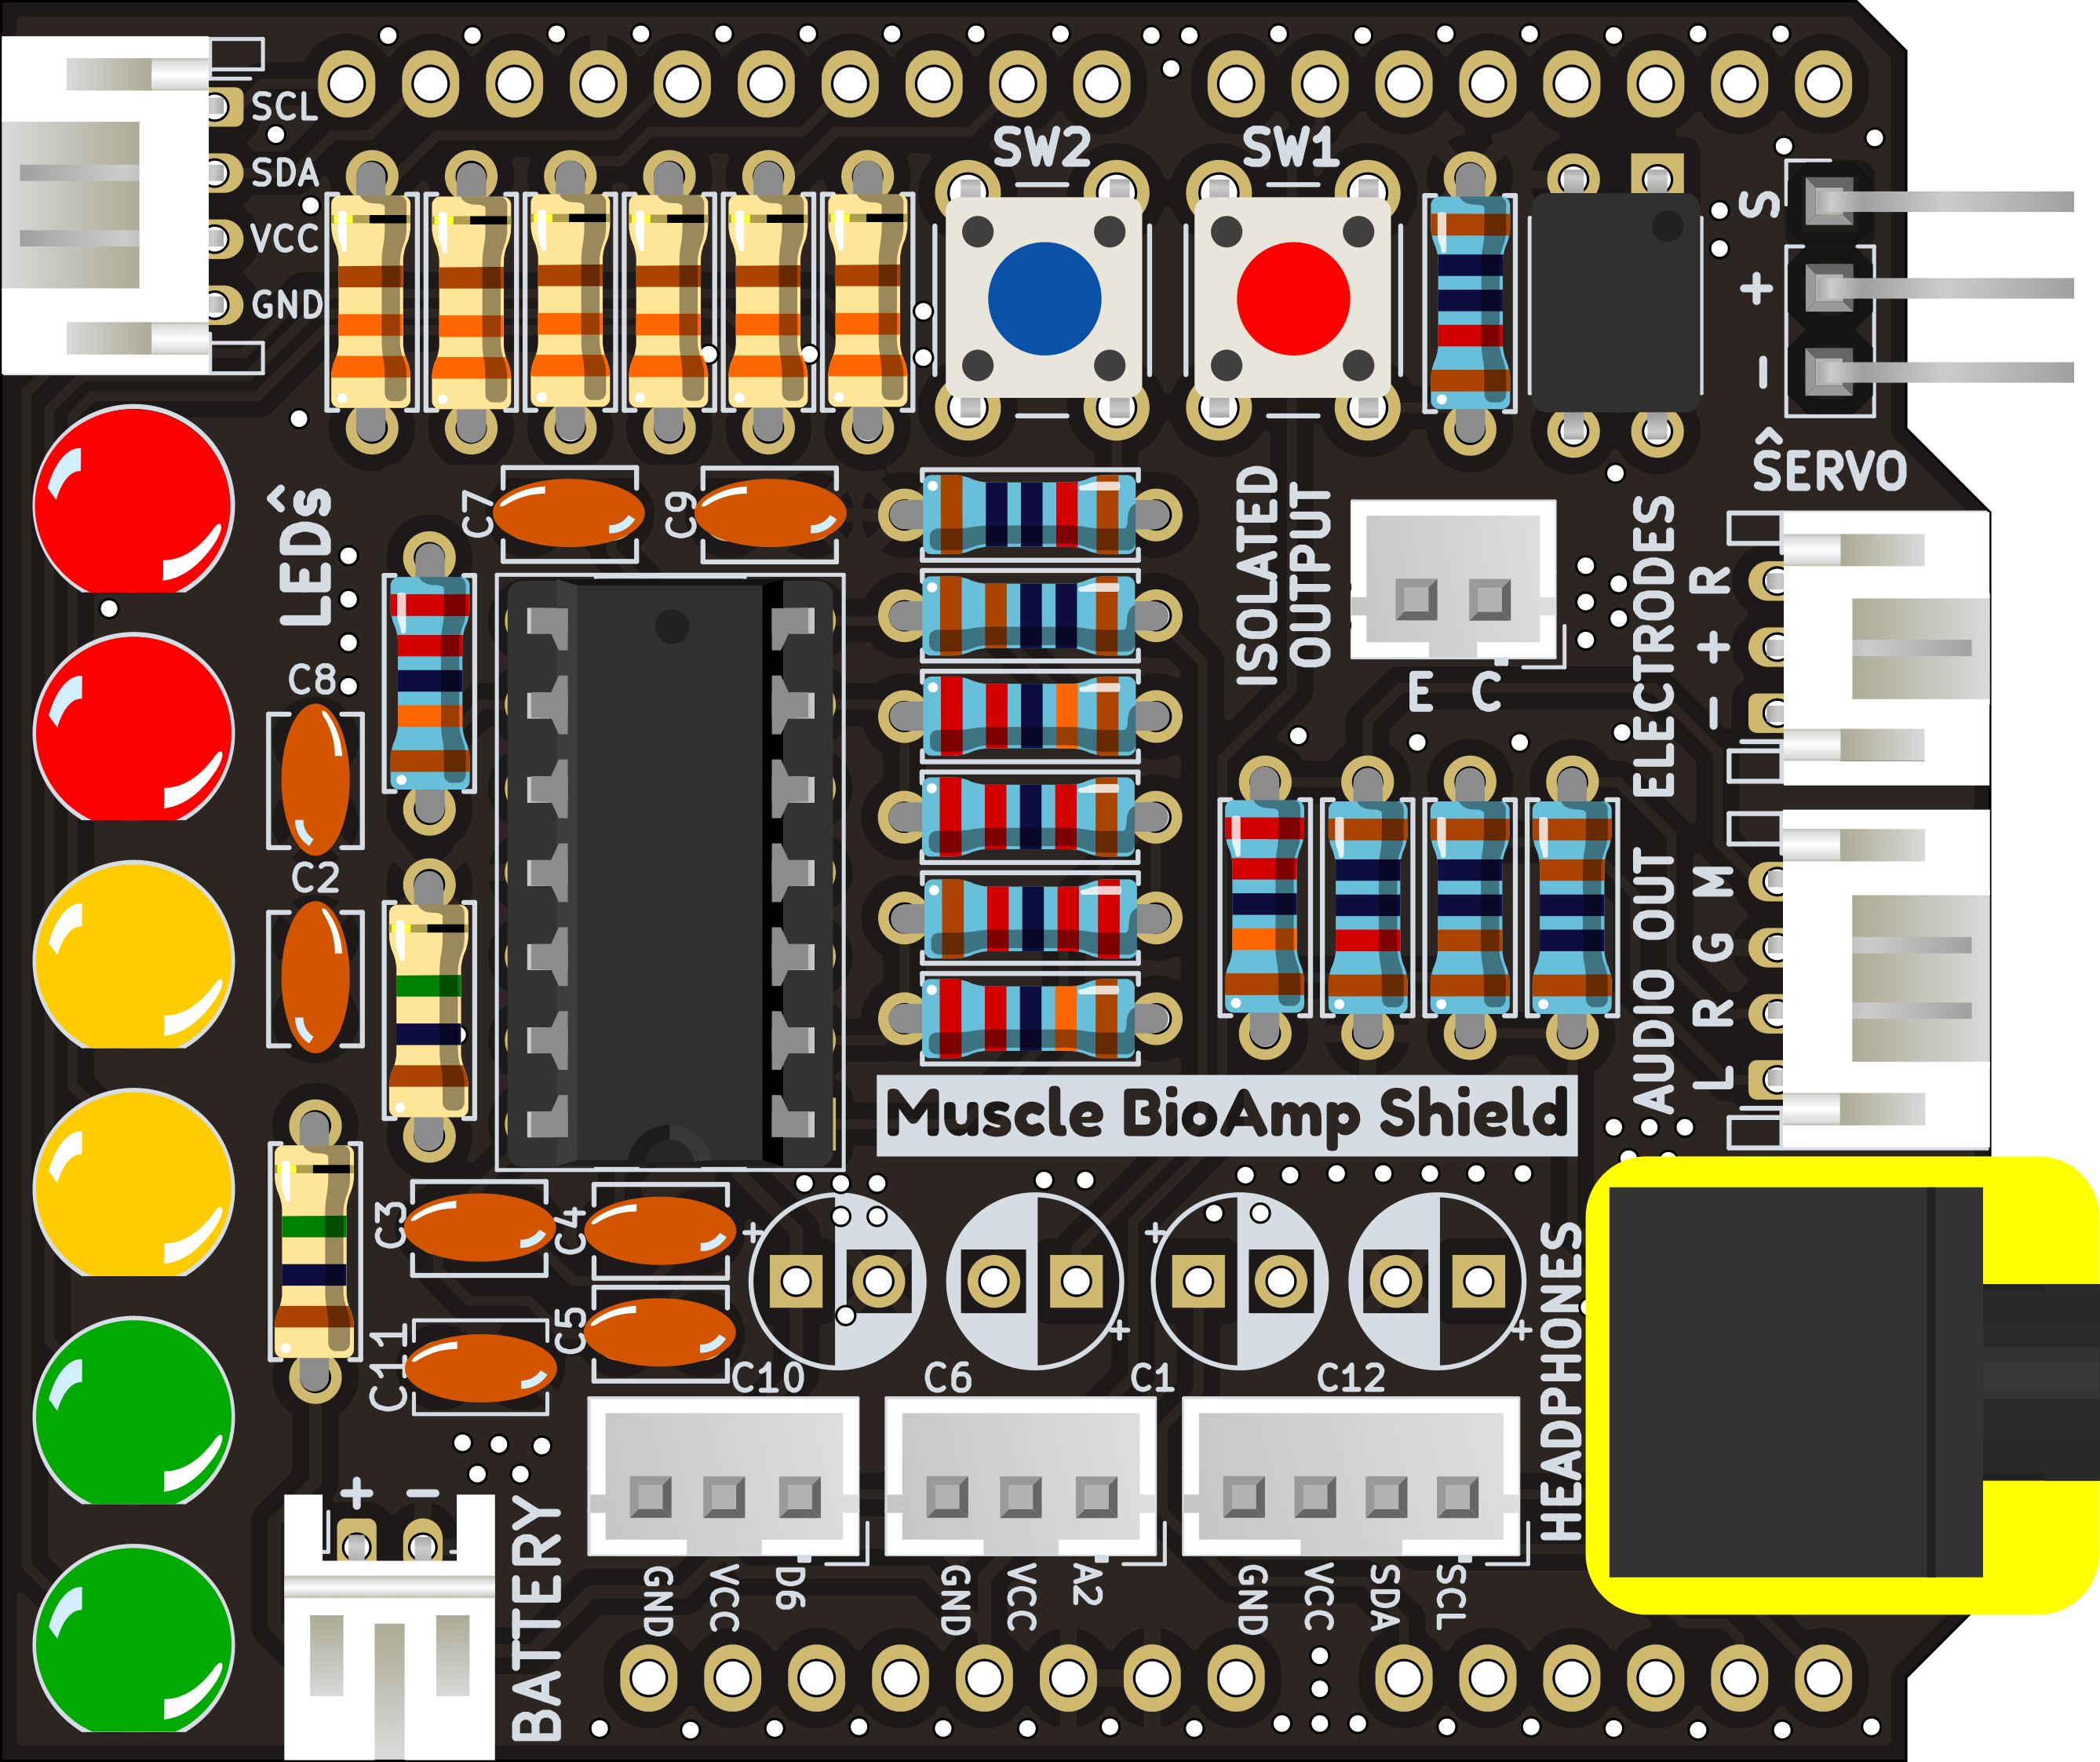 SCL
SDA
VCC
GND
SW2
SW1
S
+
-
SERVO
LEDs
C7
C9
C8
C2
ISOLATED
OUTPUT
E C
ELECTRODES
- + R
AUDIO OUT
L R G M
Muscle BioAmp Shield
C3
C4
C11
C5
+
+
+
+
C10
C6
C1
C12
HEADPHONES
+ -
BATTERY
GND
VCC
D6
GND
VCC
A2
GND
VCC
SDA
SCL